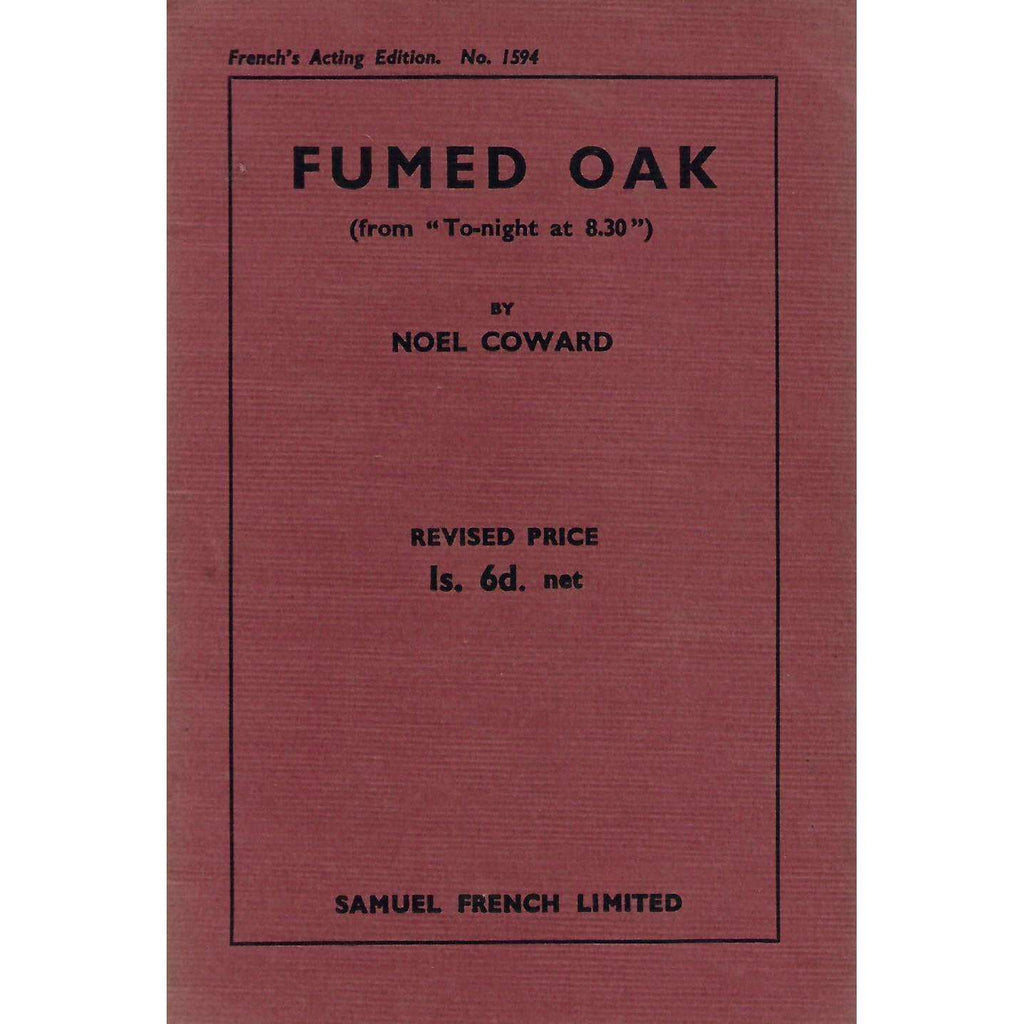 French's Acting Edition. No. 1594
FUMED OAK
(from "To-night at 8.30")
BY
NOEL COWARD
REVISED PRICE
1s. 6d. net
SAMUEL FRENCH LIMITED